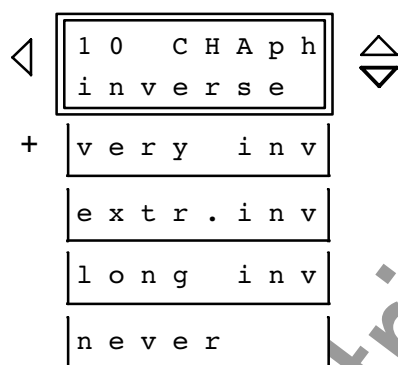 10 CHAph
inverse
+ very inv
extr.inv
long inv
never